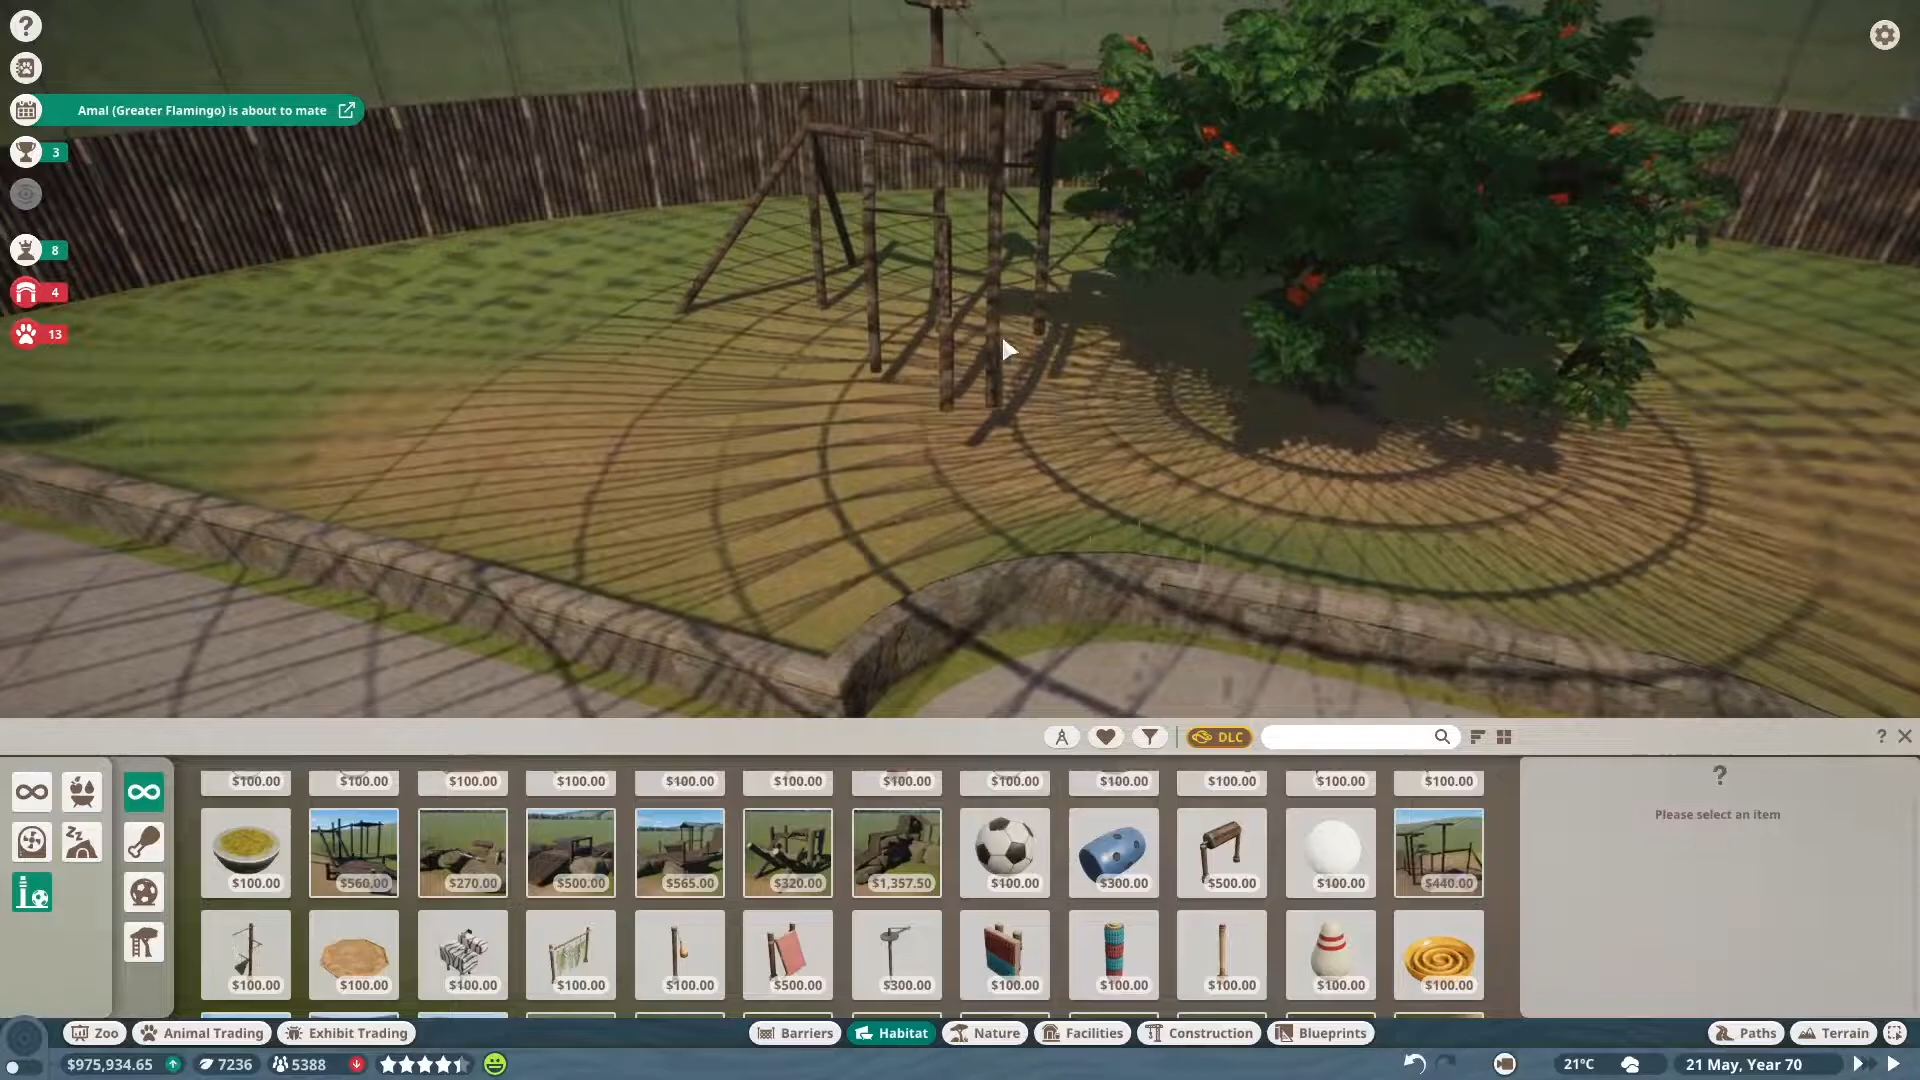 ?
Amal (Greater Flamingo) is about to mate
3
8
4
13
DLC
?
$100.00 $100.00 $100.00 $100.00 $100.00 $100.00 $100.00 $100.00 $100.00 $100.00 $100.00 $100.00
$100.00 $560.00 $270.00 $500.00 $565.00 $320.00 $1,357.50 $100.00 $300.00 $500.00 $100.00 $440.00
$100.00 $100.00 $100.00 $100.00 $100.00 $500.00 $300.00 $100.00 $100.00 $100.00 $100.00 $100.00
?
Please select an item
Zoo Animal Trading Exhibit Trading Barriers Habitat Nature Facilities Construction Blueprints Paths Terrain
$975,934.65 7236 5388 21°C 21 May, Year 70